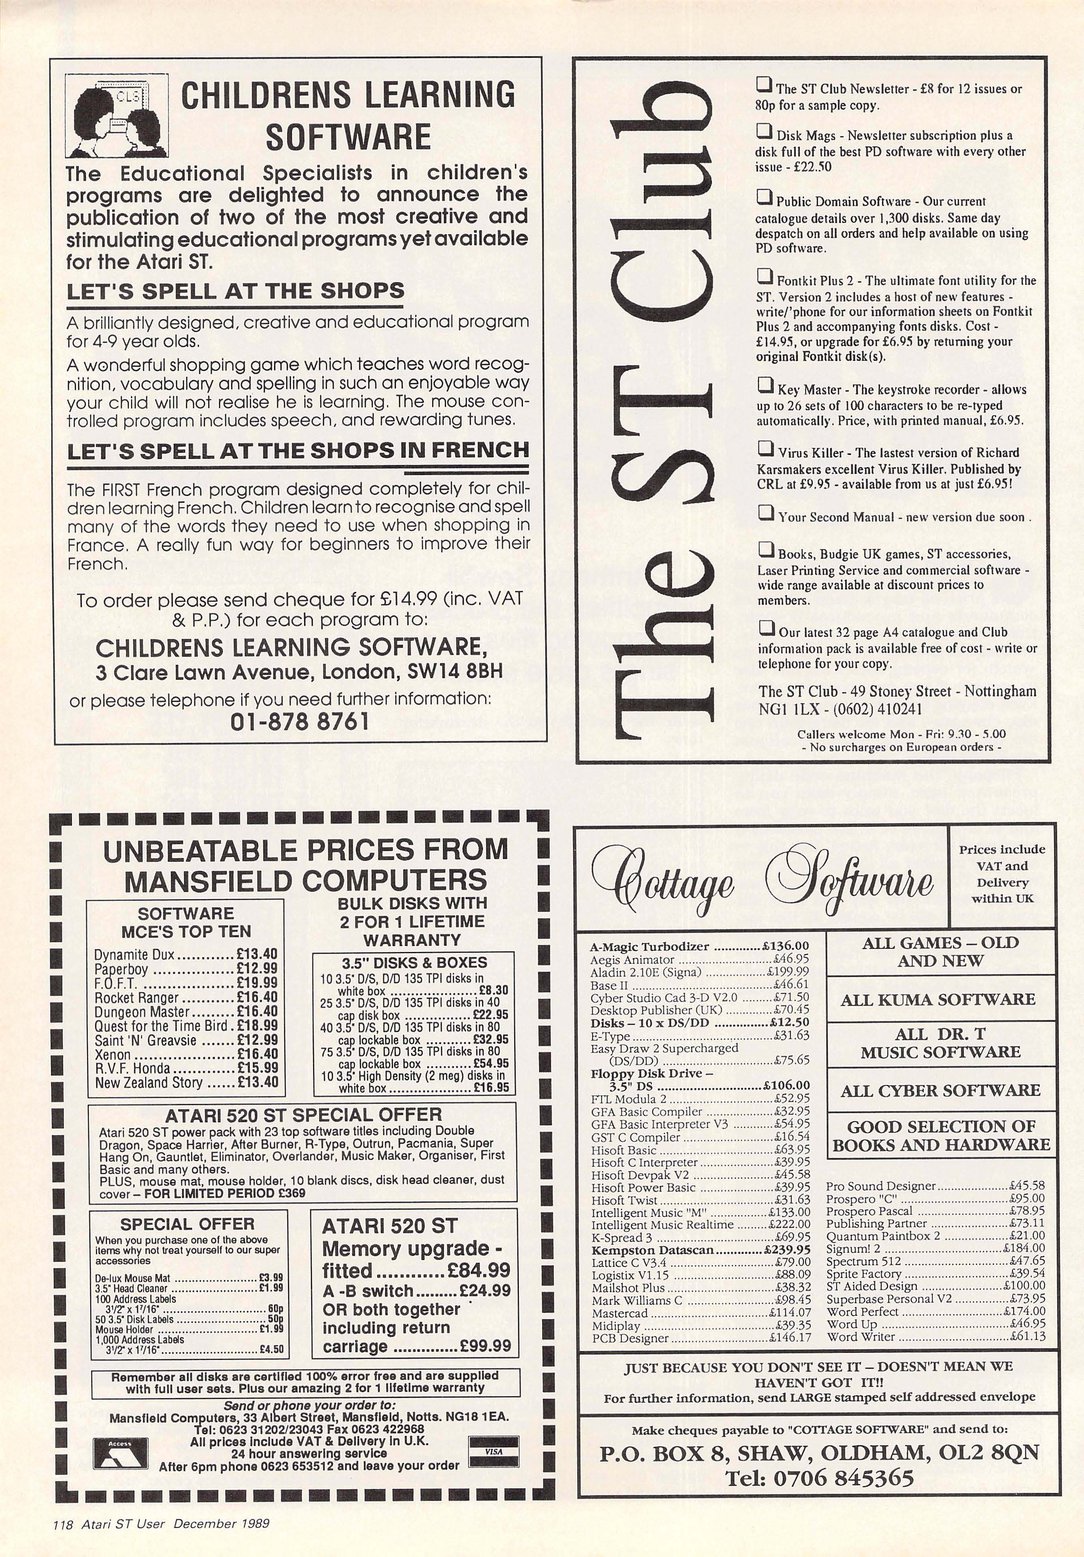 CLS
CHILDRENS LEARNING
SOFTWARE
The Educational Specialists in children's
programs are delighted to announce the
publication of two of the most creative and
stimulating educational programs yet available
for the Atari ST.
LET'S SPELL AT THE SHOPS
A brilliantly designed, creative and educational program
for 4-9 year olds.
A wonderful shopping game which teaches word recog-
nition, vocabulary and spelling in such an enjoyable way
your child will not realise he is learning. The mouse con-
trolled program includes speech, and rewarding tunes.
LET'S SPELL AT THE SHOPS IN FRENCH
The FIRST French program designed completely for chil-
dren learning French. Children learn to recognise and spell
many of the words they need to use when shopping in
France. A really fun way for beginners to improve their
French.
To order please send cheque for £14.99 (inc. VAT
& P.P.) for each program to:
CHILDRENS LEARNING SOFTWARE,
3 Clare Lawn Avenue, London, SW14 8BH
or please telephone if you need further information:
01-878 8761
The ST Club
The ST Club Newsletter - £8 for 12 issues or
80p for a sample copy.
Disk Mags - Newsletter subscription plus a
disk full of the best PD software with every other
issue - £22.50
Public Domain Software - Our current
catalogue details over 1,300 disks. Same day
despatch on all orders and help available on using
PD software.
Fontkit Plus 2 - The ultimate font utility for the
ST. Version 2 includes a host of new features -
write/'phone for our information sheets on Fontkit
Plus 2 and accompanying fonts disks. Cost -
£14.95, or upgrade for £6.95 by returning your
original Fontkit disk(s).
Key Master - The keystroke recorder - allows
up to 26 sets of 100 characters to be re-typed
automatically. Price, with printed manual, £6.95.
Virus Killer - The lastest version of Richard
Karsmakers excellent Virus Killer. Published by
CRL at £9.95 - available from us at just £6.95!
Your Second Manual - new version due soon .
Books, Budgie UK games, ST accessories,
Laser Printing Service and commercial software -
wide range available at discount prices to
members.
Our latest 32 page A4 catalogue and Club
information pack is available free of cost - write or
telephone for your copy.
The ST Club - 49 Stoney Street - Nottingham
NG1 1LX - (0602) 410241
Callers welcome Mon - Fri: 9.30 - 5.00
- No surcharges on European orders -
UNBEATABLE PRICES FROM
MANSFIELD COMPUTERS
SOFTWARE
MCE'S TOP TEN
Dynamite Dux ........... £13.40
Paperboy ................ £12.99
F.O.F.T. .................. £19.99
Rocket Ranger .......... £16.40
Dungeon Master ......... £16.40
Quest for the Time Bird . £18.99
Saint 'N' Greavsie ...... £12.99
Xenon ................... £16.40
R.V.F. Honda ............ £15.99
New Zealand Story ...... £13.40
BULK DISKS WITH
2 FOR 1 LIFETIME
WARRANTY
3.5" DISKS & BOXES
10 3.5" D/S, D/D 135 TPI disks in
white box ..................... £8.30
25 3.5" D/S, D/D 135 TPI disks in 40
cap disk box ................ £22.95
40 3.5" D/S, D/D 135 TPI disks in 80
cap lockable box ........... £32.95
75 3.5" D/S, D/D 135 TPI disks in 80
cap lockable box ........... £54.95
10 3.5" High Density (2 meg) disks in
white box .................... £16.95
ATARI 520 ST SPECIAL OFFER
Atari 520 ST power pack with 23 top software titles including Double
Dragon, Space Harrier, After Burner, R-Type, Outrun, Pacmania, Super
Hang On, Gauntlet, Eliminator, Overlander, Music Maker, Organiser, First
Basic and many others.
PLUS, mouse mat, mouse holder, 10 blank discs, disk head cleaner, dust
cover – FOR LIMITED PERIOD £369
SPECIAL OFFER
When you purchase one of the above
items why not treat yourself to our super
accessories
De-lux Mouse Mat ...................... £3.99
3.5" Head Cleaner ..................... £1.99
100 Address Labels
3½" x 17/16" .......................... 60p
50 3.5" Disk Labels ..................... 50p
Mouse Holder .......................... £1.99
1,000 Address Labels
3½" x 17/16" .......................... £4.50
ATARI 520 ST
Memory upgrade -
fitted ............ £84.99
A -B switch ....... £24.99
OR both together
including return
carriage ............. £99.99
Remember all disks are certified 100% error free and are supplied
with full user sets. Plus our amazing 2 for 1 lifetime warranty
Send or phone your order to:
Mansfield Computers, 33 Albert Street, Mansfield, Notts. NG18 1EA.
Tel: 0623 31202/23043 Fax 0623 422968
All prices include VAT & Delivery in U.K.
24 hour answering service
After 6pm phone 0623 653512 and leave your order
Access
VISA
Cottage Software
Prices include
VAT and
Delivery
within UK
A-Magic Turbodizer ............ £136.00
Aegis Animator ..................... £46.95
Aladin 2.10E (Signa) ............. £199.99
Base II .............................. £46.61
Cyber Studio Cad 3-D V2.0 ........ £71.50
Desktop Publisher (UK) ............ £70.45
Disks – 10 x DS/DD .............. £12.50
E-Type .............................. £31.63
Easy Draw 2 Supercharged
(DS/DD) ............................ £75.65
Floppy Disk Drive –
3.5" DS ........................... £106.00
FTL Modula 2 ....................... £52.95
GFA Basic Compiler ................ £32.95
GFA Basic Interpreter V3 .......... £54.95
GST C Compiler .................... £16.54
Hisoft Basic ......................... £63.95
Hisoft C Interpreter ................ £39.95
Hisoft Devpak V2 ................... £45.58
Hisoft Power Basic ................. £39.95
Hisoft Twist ......................... £31.63
Intelligent Music "M" .............. £133.00
Intelligent Music Realtime ......... £222.00
K-Spread 3 .......................... £69.95
Kempston Datascan ............ £239.95
Lattice C V3.4 ....................... £79.00
Logistix V1.15 ....................... £88.09
Mailshot Plus ........................ £38.32
Mark Williams C .................... £98.45
Mastercad .......................... £114.07
Midiplay ............................. £39.35
PCB Designer ...................... £146.17
ALL GAMES – OLD
AND NEW
ALL KUMA SOFTWARE
ALL DR. T
MUSIC SOFTWARE
ALL CYBER SOFTWARE
GOOD SELECTION OF
BOOKS AND HARDWARE
Pro Sound Designer ................. £45.58
Prospero "C" ........................ £95.00
Prospero Pascal ..................... £78.95
Publishing Partner .................. £73.11
Quantum Paintbox 2 ................ £21.00
Signum! 2 .......................... £184.00
Spectrum 512 ....................... £47.65
Sprite Factory ....................... £39.54
ST Aided Design .................... £100.00
Superbase Personal V2 ............. £73.95
Word Perfect ....................... £174.00
Word Up ............................ £46.95
Word Writer ......................... £61.13
JUST BECAUSE YOU DON'T SEE IT – DOESN'T MEAN WE
HAVEN'T GOT IT!!
For further information, send LARGE stamped self addressed envelope
Make cheques payable to "COTTAGE SOFTWARE" and send to:
P.O. BOX 8, SHAW, OLDHAM, OL2 8QN
Tel: 0706 845365
118 Atari ST User December 1989